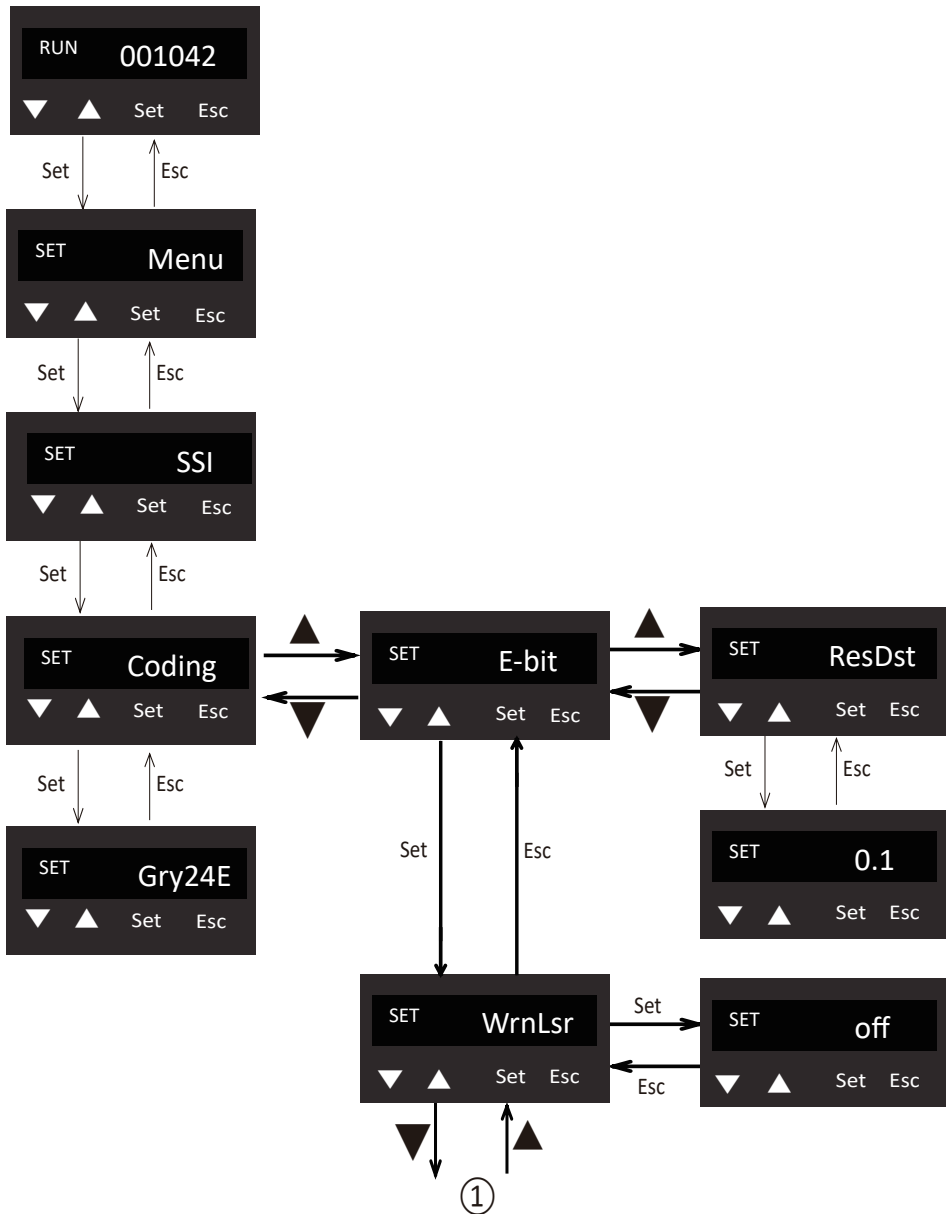 RUN 001042
Set Esc
Set Esc
SET Menu
Set Esc
Set Esc
SET SSI
Set Esc
Set Esc
SET Coding
Set Esc
SET E-bit
Set Esc
SET ResDst
Set Esc
Set Esc
SET Gry24E
Set Esc
Set Esc
Set Esc
SET 0.1
Set Esc
SET WrnLsr
Set Esc
Set
Esc
SET off
Set Esc
①